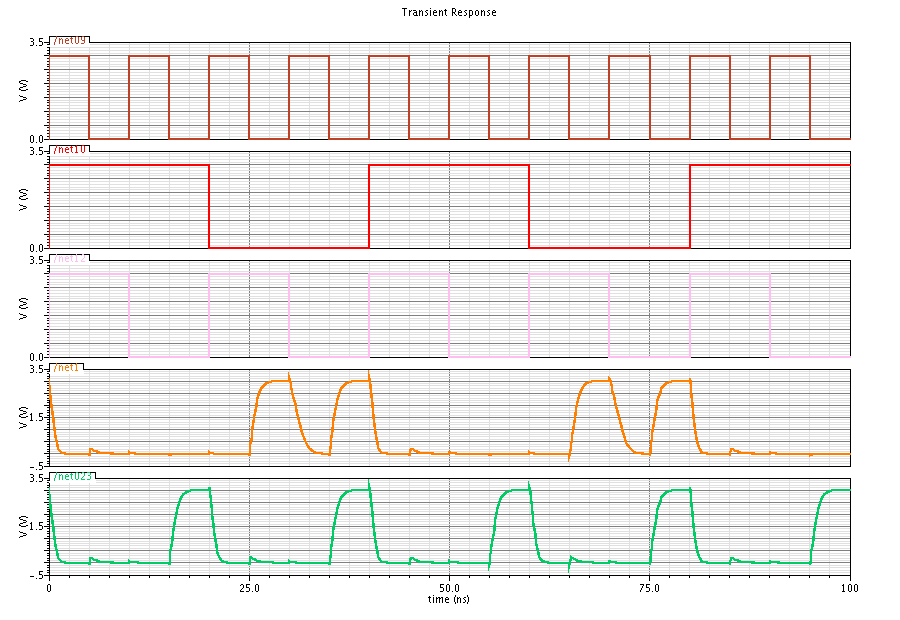 Transient Response
3.5
/net09
V (V)
0.0
3.5
/net10
V (V)
0.0
3.5
/net12
V (V)
0.0
3.5
/net1
V (V)
1.5
-.5
3.5
/net023
V (V)
1.5
-.5
0 25.0 50.0 75.0 100
time (ns)